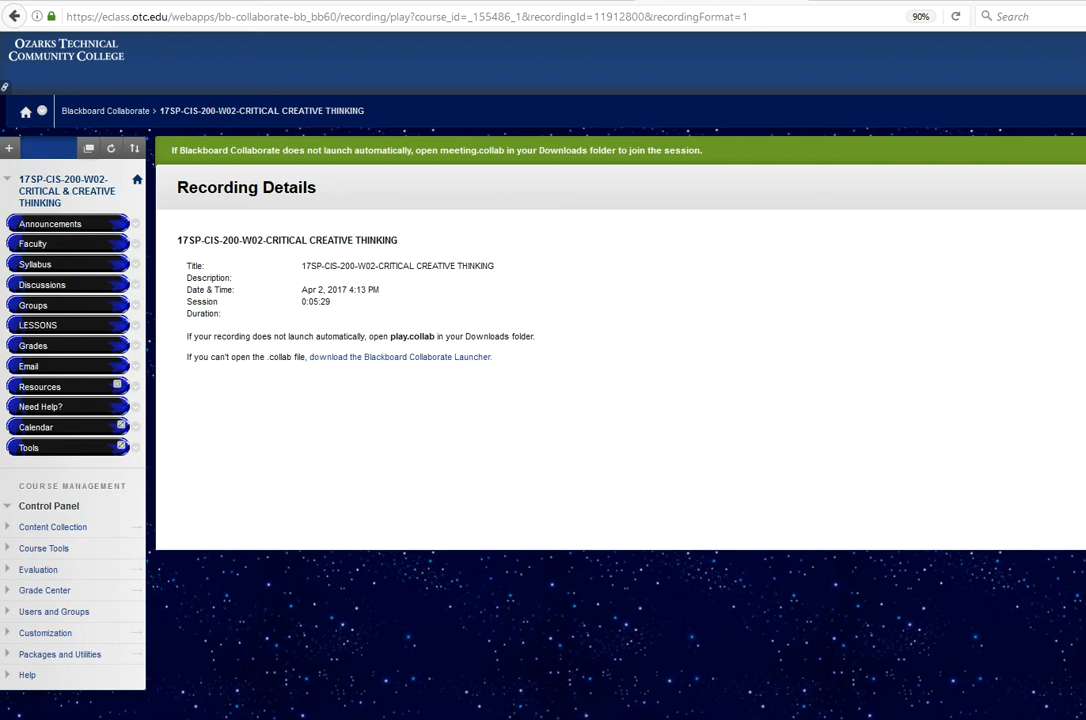 https://eclass.otc.edu/webapps/bb-collaborate-bb_bb60/recording/play?course_id=_155486_1&recordingId=11912800&recordingFormat=1
90%
Search
OZARKS TECHNICAL
COMMUNITY COLLEGE
Blackboard Collaborate > 17SP-CIS-200-W02-CRITICAL CREATIVE THINKING
If Blackboard Collaborate does not launch automatically, open meeting.collab in your Downloads folder to join the session.
17SP-CIS-200-W02-
CRITICAL & CREATIVE
THINKING
Announcements
Faculty
Syllabus
Discussions
Groups
LESSONS
Grades
Email
Resources
Need Help?
Calendar
Tools
COURSE MANAGEMENT
Control Panel
Content Collection
Course Tools
Evaluation
Grade Center
Users and Groups
Customization
Packages and Utilities
Help
Recording Details
17SP-CIS-200-W02-CRITICAL CREATIVE THINKING
Title: 17SP-CIS-200-W02-CRITICAL CREATIVE THINKING
Description:
Date & Time: Apr 2, 2017 4:13 PM
Session 0:05:29
Duration:
If your recording does not launch automatically, open play.collab in your Downloads folder.
If you can't open the .collab file, download the Blackboard Collaborate Launcher.